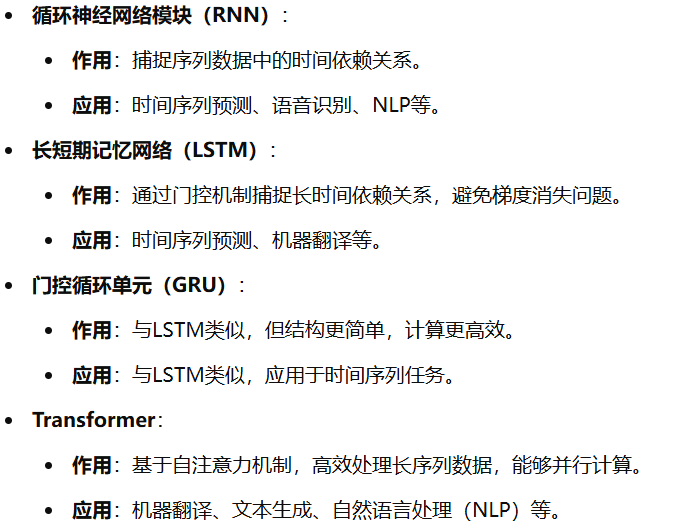 循环神经网络模块（RNN）：
作用：捕捉序列数据中的时间依赖关系。
应用：时间序列预测、语音识别、NLP等。
长短期记忆网络（LSTM）：
作用：通过门控机制捕捉长时间依赖关系，避免梯度消失问题。
应用：时间序列预测、机器翻译等。
门控循环单元（GRU）：
作用：与LSTM类似，但结构更简单，计算更高效。
应用：与LSTM类似，应用于时间序列任务。
Transformer：
作用：基于自注意力机制，高效处理长序列数据，能够并行计算。
应用：机器翻译、文本生成、自然语言处理（NLP）等。